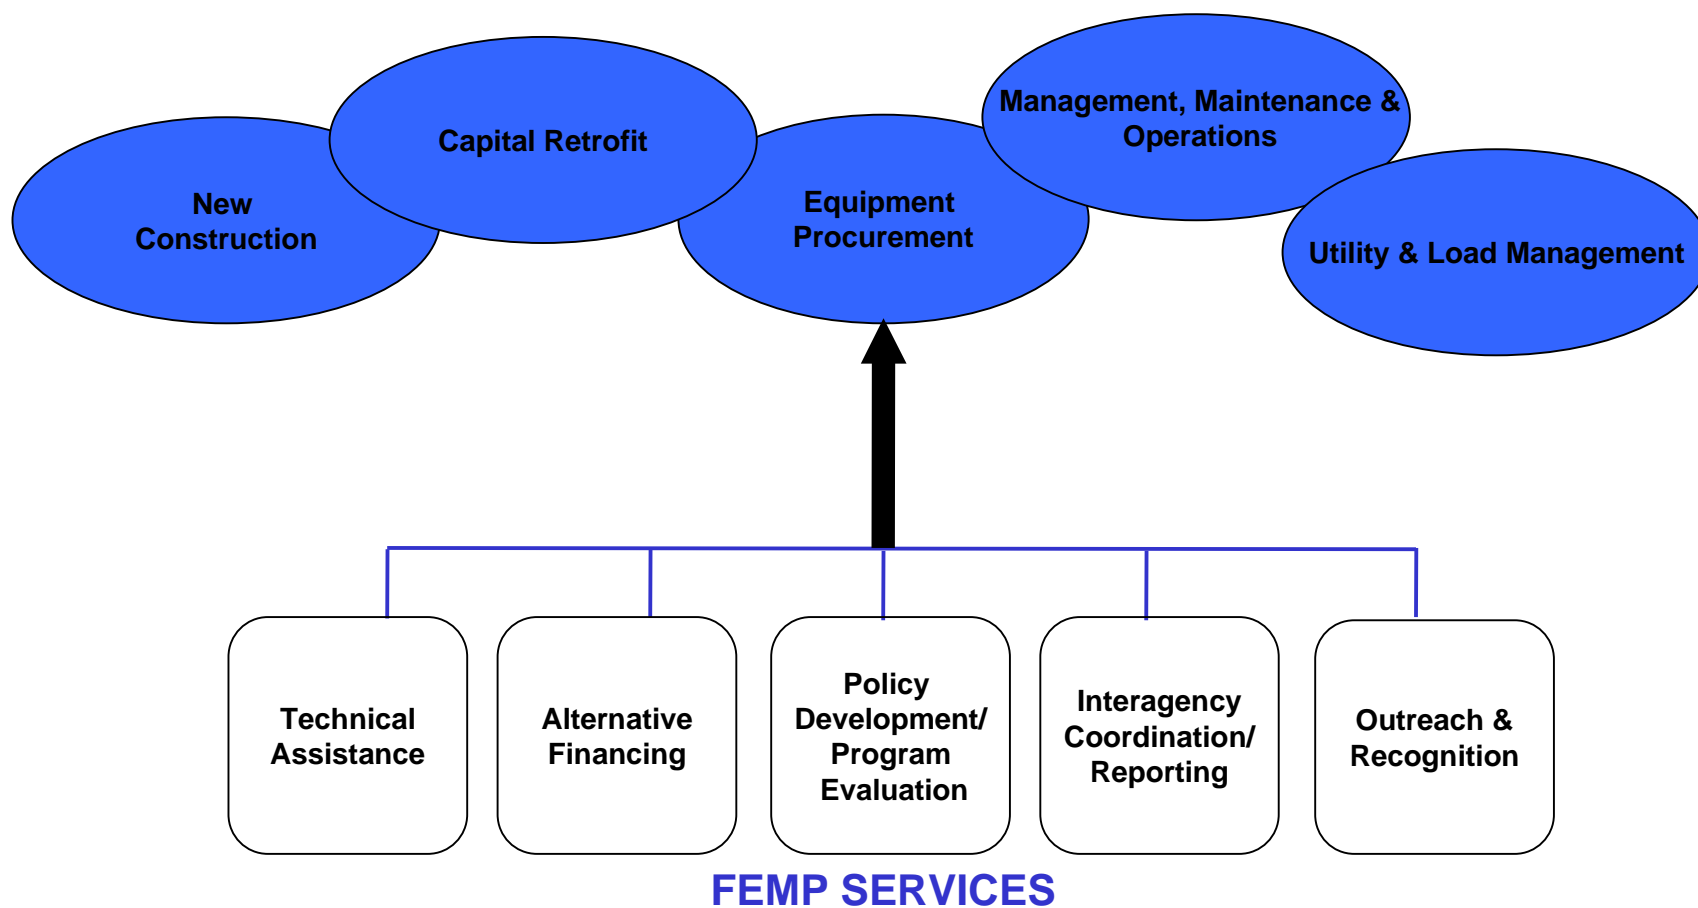 New
Construction
Capital Retrofit
Equipment
Procurement
Management, Maintenance &
Operations
Utility & Load Management
Technical
Assistance
Alternative
Financing
Policy
Development/
Program
Evaluation
Interagency
Coordination/
Reporting
Outreach &
Recognition
FEMP SERVICES